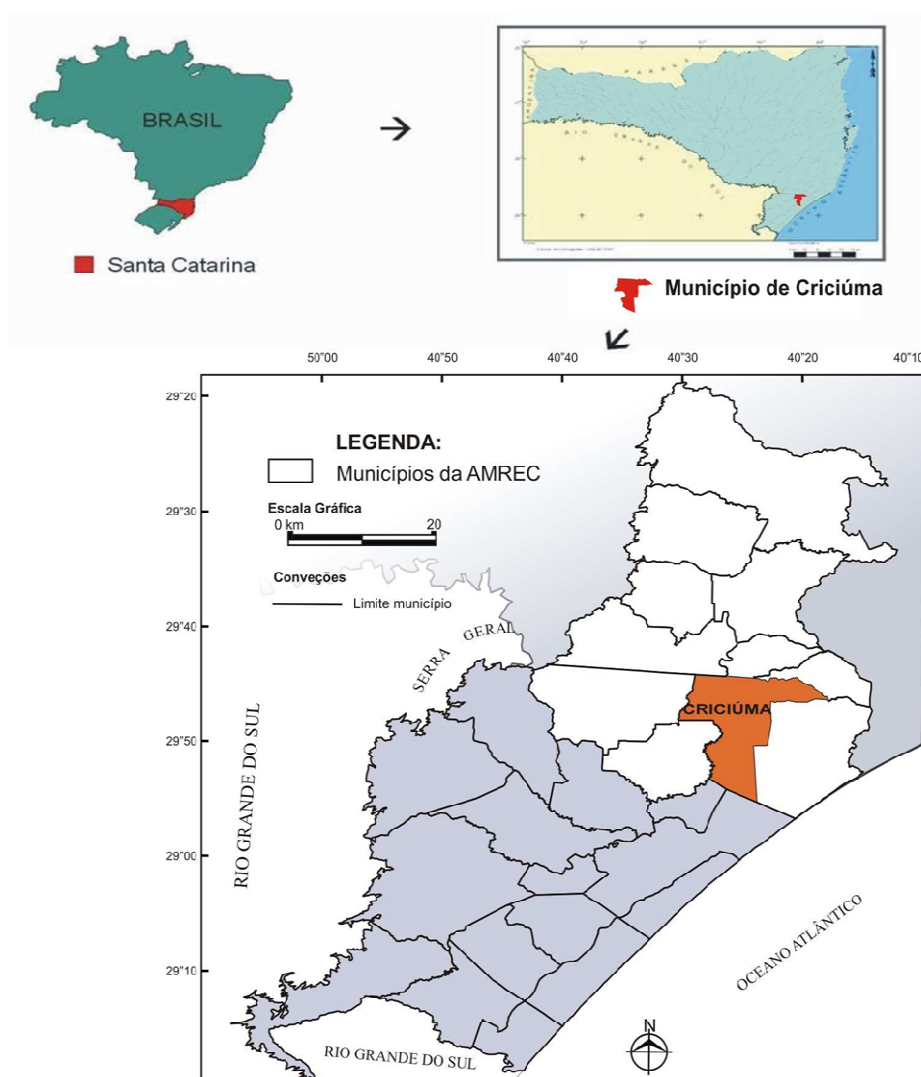 BRASIL
Santa Catarina
Município de Criciúma
50°00 40°50 40°40 40°30 40°20 40°10
29°20
LEGENDA:
Municípios da AMREC
Escala Gráfica
0 km 20
29°30
Conveções
Limite município
29°40
SERRA GERAL
CRICIÚMA
29°50
RIO GRANDE DO SUL
29°00
OCEANO ATLÂNTICO
29°10
N
RIO GRANDE DO SUL